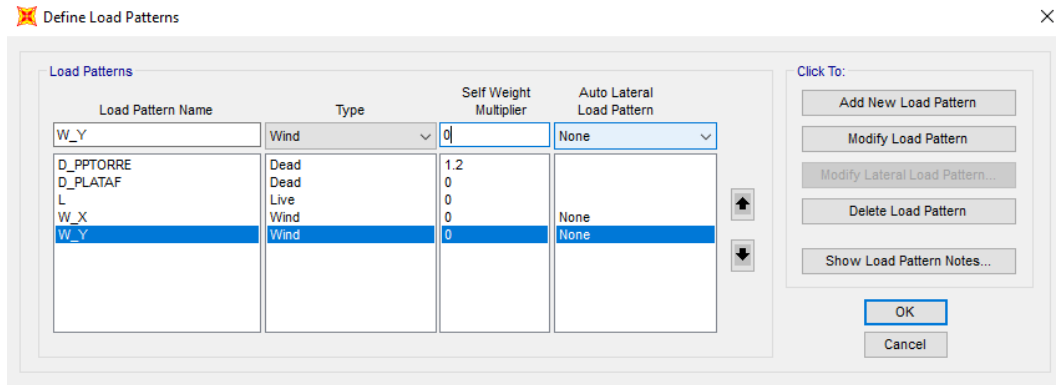 Define Load Patterns
Load Patterns
Click To:
Load Pattern Name Type Self Weight Multiplier Auto Lateral Load Pattern
W_Y Wind 0 None
D_PPTORRE Dead 1.2
D_PLATAF Dead 0
L Live 0
W_X Wind 0 None
W_Y Wind 0 None
Add New Load Pattern
Modify Load Pattern
Modify Lateral Load Pattern...
Delete Load Pattern
Show Load Pattern Notes...
OK
Cancel